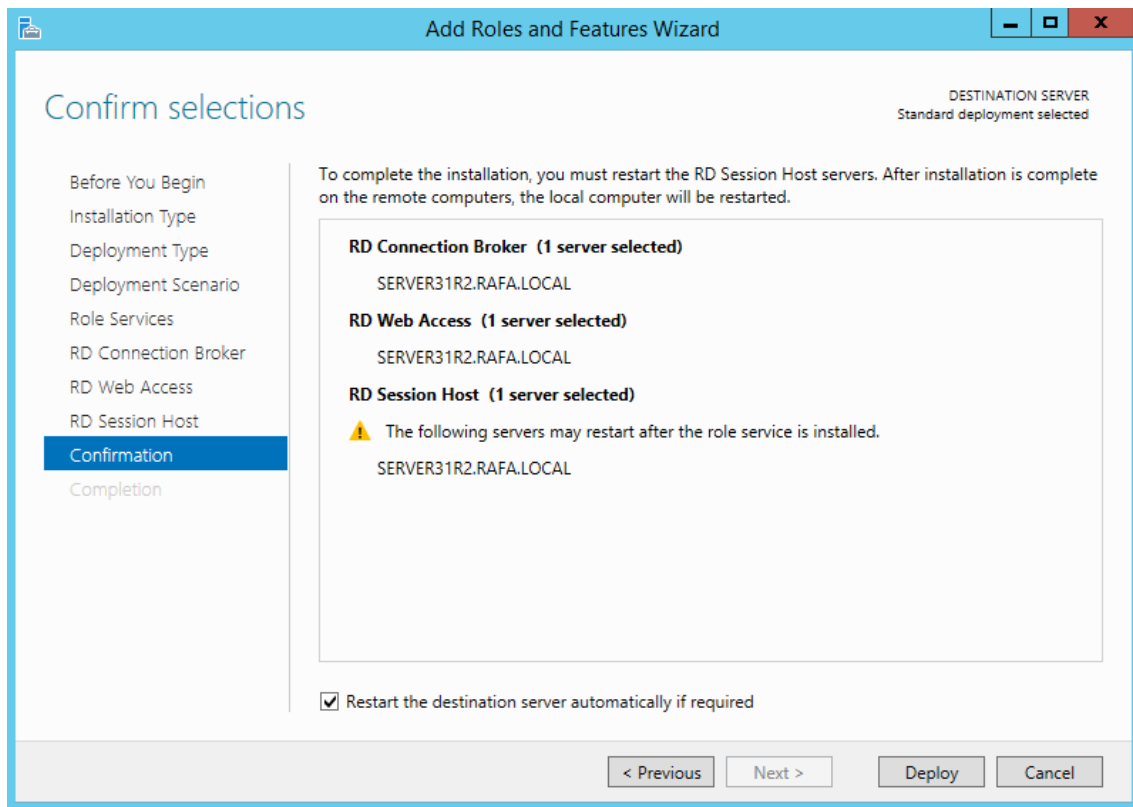 Add Roles and Features Wizard
Confirm selections
DESTINATION SERVER
Standard deployment selected
Before You Begin
Installation Type
Deployment Type
Deployment Scenario
Role Services
RD Connection Broker
RD Web Access
RD Session Host
Confirmation
Completion
To complete the installation, you must restart the RD Session Host servers. After installation is complete
on the remote computers, the local computer will be restarted.
RD Connection Broker (1 server selected)
SERVER31R2.RAFA.LOCAL
RD Web Access (1 server selected)
SERVER31R2.RAFA.LOCAL
RD Session Host (1 server selected)
The following servers may restart after the role service is installed.
SERVER31R2.RAFA.LOCAL
Restart the destination server automatically if required
< Previous
Next >
Deploy
Cancel